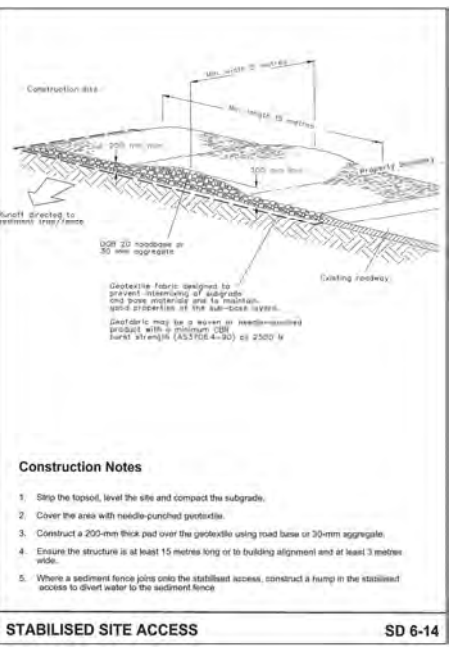 Construction site
Min. length 15 metres
200 mm min
300 mm min
Property boundary
Runoff directed to
sediment trap/fence
DGB 20 roadbase or
30 mm aggregate
Existing roadway
Geotextile fabric designed to
prevent intermixing of subgrade
and base materials and to maintain
good properties of the sub-base layers.
Geofabric may be a woven or needle-punched
product with a minimum CBR
burst strength (AS3706.4-90) of 2500 N
Construction Notes
1. Strip the topsoil, level the site and compact the subgrade.
2. Cover the area with needle-punched geotextile.
3. Construct a 200-mm thick pad over the geotextile using road base or 30-mm aggregate.
4. Ensure the structure is at least 15 metres long or to building alignment and at least 3 metres
wide.
5. Where a sediment fence joins onto the stabilised access, construct a hump in the stabilised
access to divert water to the sediment fence
STABILISED SITE ACCESS SD 6-14